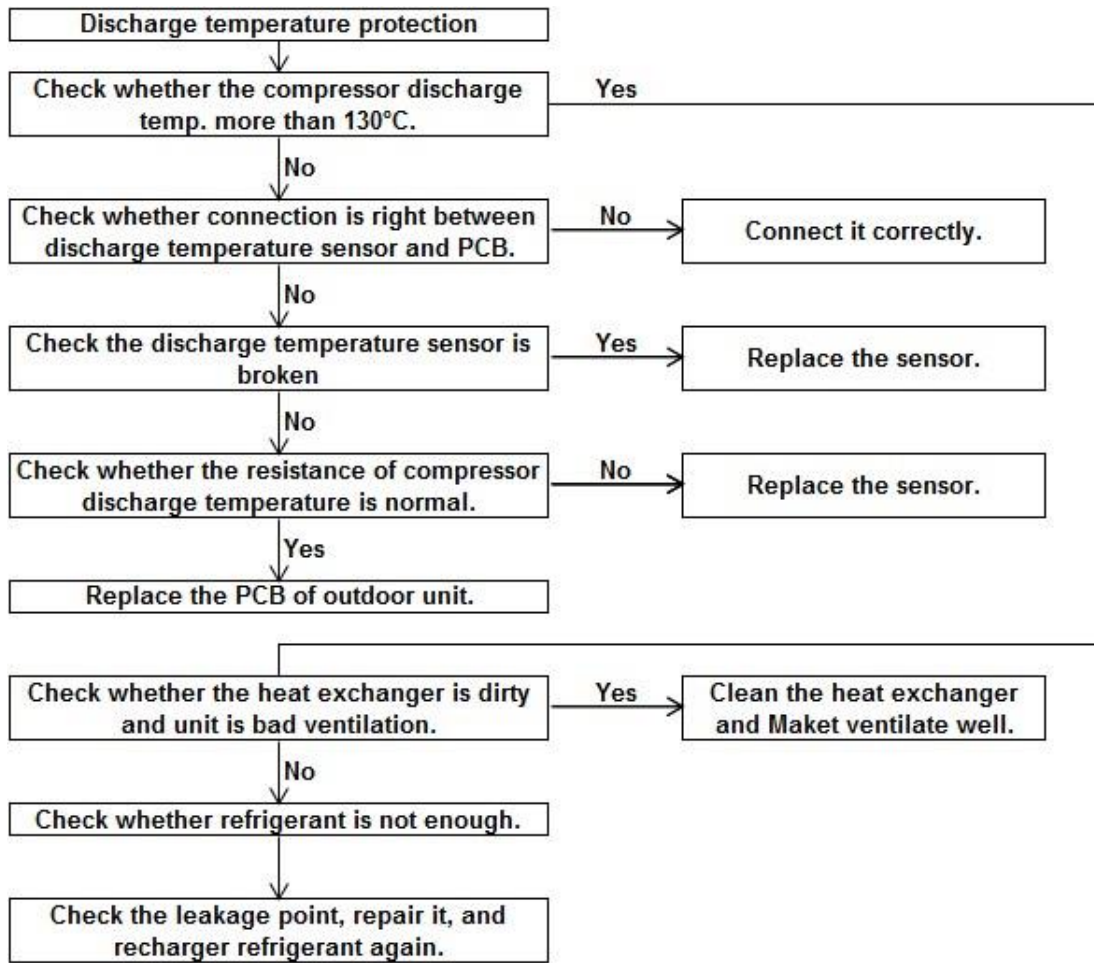 Discharge temperature protection
Check whether the compressor discharge
temp. more than 130°C.
Yes
No
Check whether connection is right between
discharge temperature sensor and PCB.
No
Connect it correctly.
No
Check the discharge temperature sensor is
broken
Yes
Replace the sensor.
No
Check whether the resistance of compressor
discharge temperature is normal.
No
Replace the sensor.
Yes
Replace the PCB of outdoor unit.
Check whether the heat exchanger is dirty
and unit is bad ventilation.
Yes
Clean the heat exchanger
and Maket ventilate well.
No
Check whether refrigerant is not enough.
Check the leakage point, repair it, and
recharger refrigerant again.